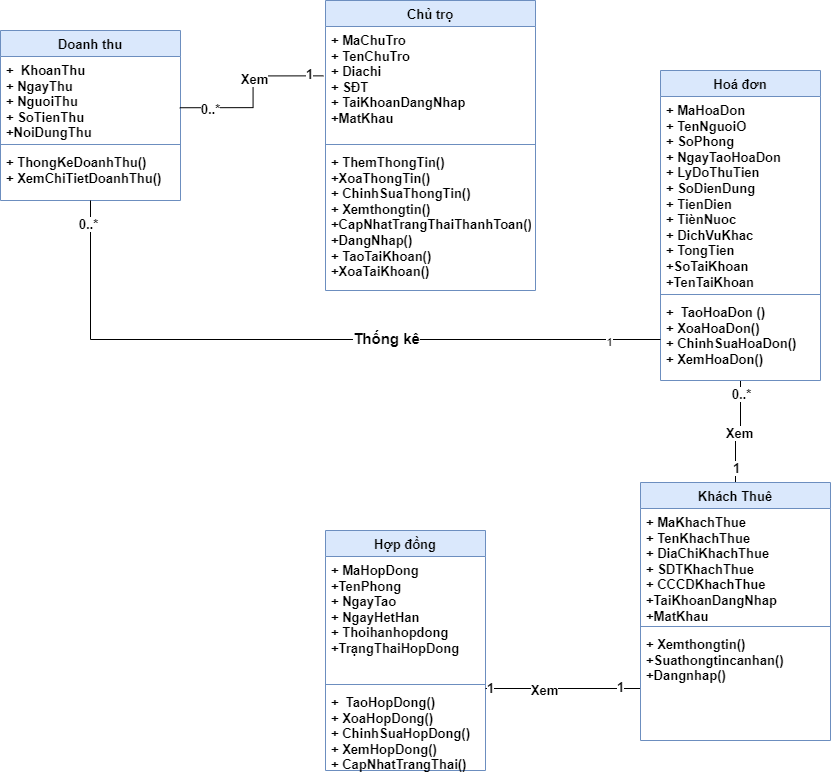 Doanh thu
+ KhoanThu
+ NgayThu
+ NguoiThu
+ SoTienThu
+NoiDungThu
+ ThongKeDoanhThu()
+ XemChiTietDoanhThu()
Xem
1
0..*
Chủ trọ
+ MaChuTro
+ TenChuTro
+ Diachi
+ SĐT
+ TaiKhoanDangNhap
+MatKhau
+ ThemThongTin()
+XoaThongTin()
+ ChinhSuaThongTin()
+ Xemthongtin()
+CapNhatTrangThaiThanhToan()
+DangNhap()
+ TaoTaiKhoan()
+XoaTaiKhoan()
Hoá đơn
+ MaHoaDon
+ TenNguoiO
+ SoPhong
+ NgayTaoHoaDon
+ LyDoThuTien
+ SoDienDung
+ TienDien
+ TiènNuoc
+ DichVuKhac
+ TongTien
+SoTaiKhoan
+TenTaiKhoan
+ TaoHoaDon ()
+ XoaHoaDon()
+ ChinhSuaHoaDon()
+ XemHoaDon()
0..*
Thống kê
1
0..*
Xem
1
Khách Thuê
+ MaKhachThue
+ TenKhachThue
+ DiaChiKhachThue
+ SDTKhachThue
+ CCCDKhachThue
+TaiKhoanDangNhap
+MatKhau
+ Xemthongtin()
+Suathongtincanhan()
+Dangnhap()
Hợp đồng
+ MaHopDong
+TenPhong
+ NgayTao
+ NgayHetHan
+ Thoihanhopdong
+TrạngThaiHopDong
+ TaoHopDong()
+ XoaHopDong()
+ ChinhSuaHopDong()
+ XemHopDong()
+ CapNhatTrangThai()
1
Xem
1